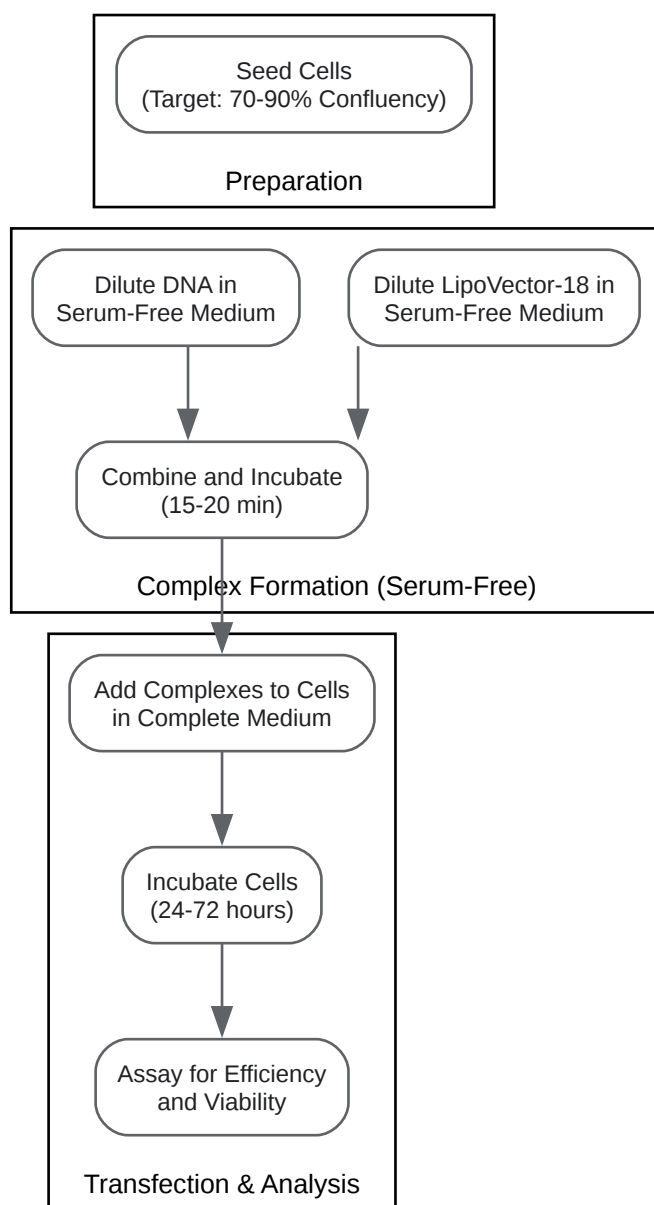 Seed Cells
(Target: 70-90% Confluency)
Preparation
Dilute DNA in
Serum-Free Medium
Dilute LipoVector-18 in
Serum-Free Medium
Combine and Incubate
(15-20 min)
Complex Formation (Serum-Free)
Add Complexes to Cells
in Complete Medium
Incubate Cells
(24-72 hours)
Assay for Efficiency
and Viability
Transfection & Analysis